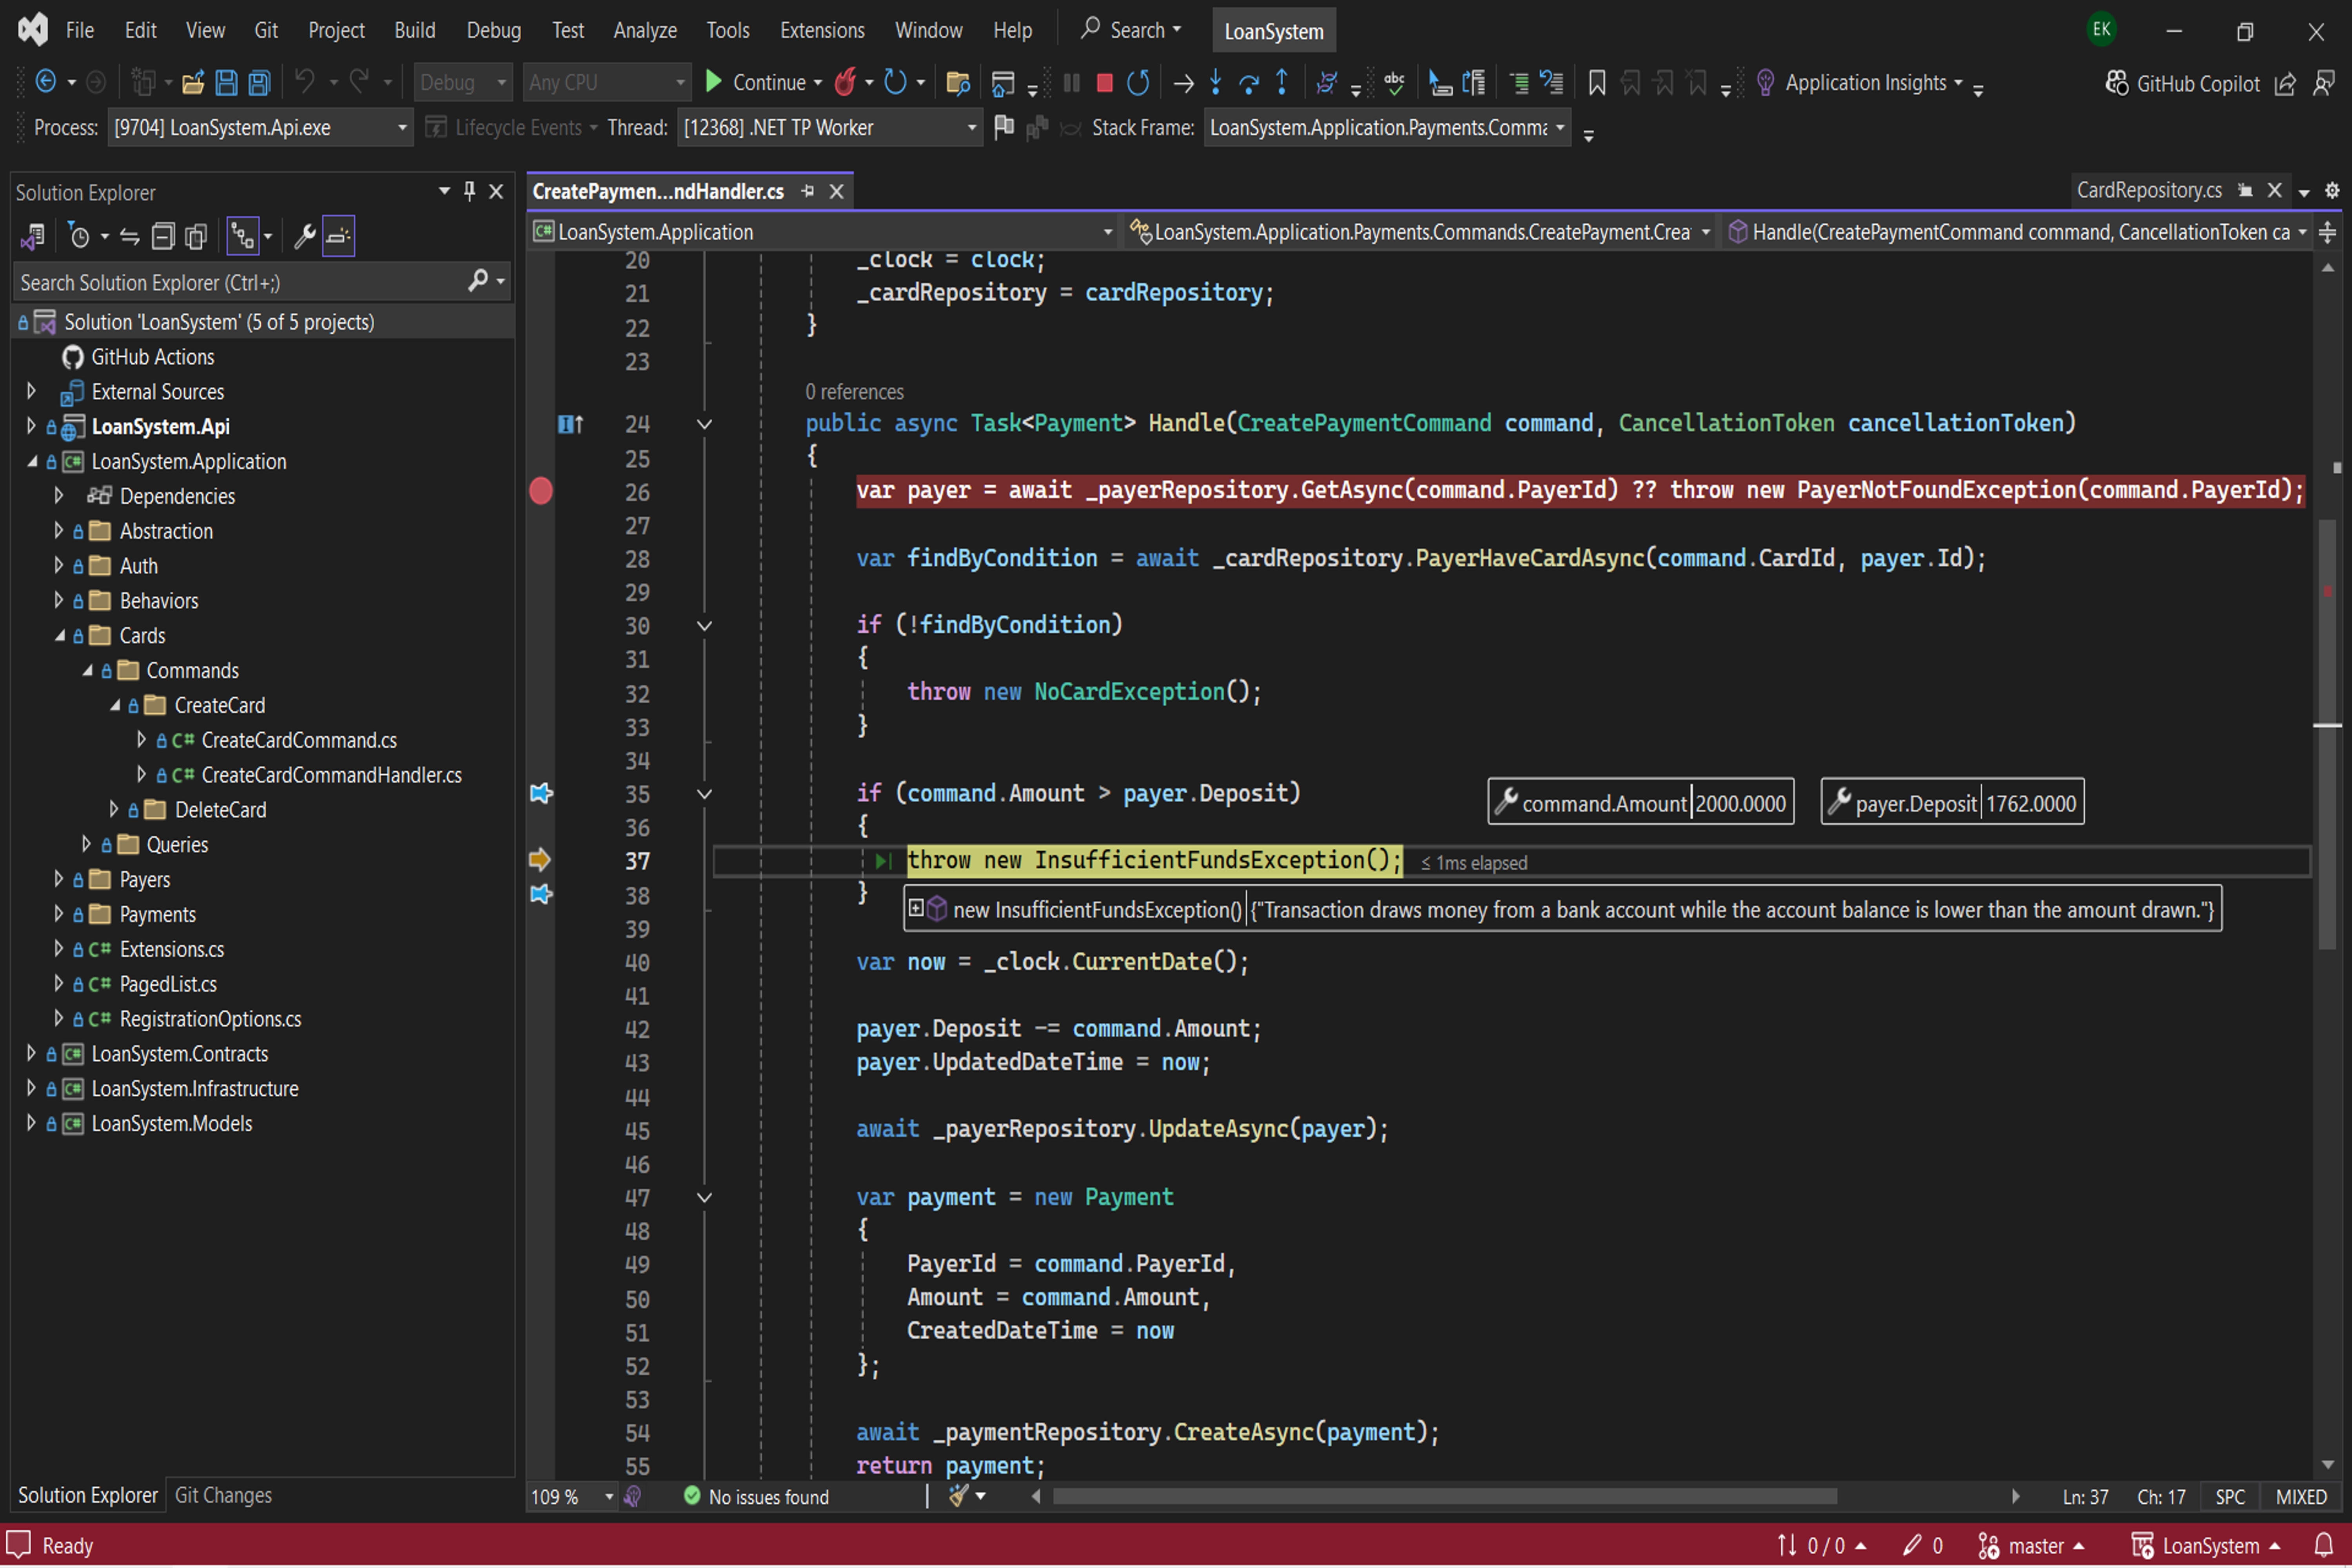 File Edit View Git Project Build Debug Test Analyze Tools Extensions Window Help Search LoanSystem EK
Debug Any CPU Continue Application Insights GitHub Copilot
Process: [9704] LoanSystem.Api.exe Lifecycle Events Thread: [12368] .NET TP Worker Stack Frame: LoanSystem.Application.Payments.Comma
Solution Explorer
Search Solution Explorer (Ctrl+;)
Solution 'LoanSystem' (5 of 5 projects)
GitHub Actions
External Sources
LoanSystem.Api
C# LoanSystem.Application
Dependencies
Abstraction
Auth
Behaviors
Cards
Commands
CreateCard
C# CreateCardCommand.cs
C# CreateCardCommandHandler.cs
DeleteCard
Queries
Payers
Payments
C# Extensions.cs
C# PagedList.cs
C# RegistrationOptions.cs
C# LoanSystem.Contracts
C# LoanSystem.Infrastructure
C# LoanSystem.Models
Solution Explorer Git Changes
CreatePaymen...ndHandler.cs CardRepository.cs
C# LoanSystem.Application LoanSystem.Application.Payments.Commands.CreatePayment.Crea Handle(CreatePaymentCommand command, CancellationToken ca
20 _clock = clock;
21 _cardRepository = cardRepository;
22 }
23
0 references
24 public async Task<Payment> Handle(CreatePaymentCommand command, CancellationToken cancellationToken)
25 {
26 var payer = await _payerRepository.GetAsync(command.PayerId) ?? throw new PayerNotFoundException(command.PayerId);
27
28 var findByCondition = await _cardRepository.PayerHaveCardAsync(command.CardId, payer.Id);
29
30 if (!findByCondition)
31 {
32 throw new NoCardException();
33 }
34
35 if (command.Amount > payer.Deposit) command.Amount 2000.0000 payer.Deposit 1762.0000
36 {
37 throw new InsufficientFundsException(); ≤ 1ms elapsed
38 } new InsufficientFundsException() {"Transaction draws money from a bank account while the account balance is lower than the amount drawn."}
39
40 var now = _clock.CurrentDate();
41
42 payer.Deposit -= command.Amount;
43 payer.UpdatedDateTime = now;
44
45 await _payerRepository.UpdateAsync(payer);
46
47 var payment = new Payment
48 {
49 PayerId = command.PayerId,
50 Amount = command.Amount,
51 CreatedDateTime = now
52 };
53
54 await _paymentRepository.CreateAsync(payment);
55 return payment;
109 % No issues found Ln: 37 Ch: 17 SPC MIXED
Ready 0 / 0 0 master LoanSystem